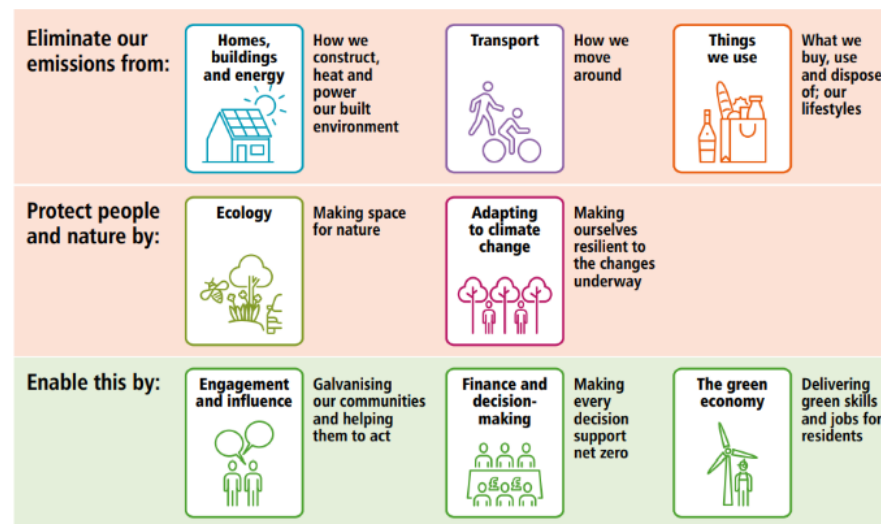 Eliminate our
emissions from:
Homes,
buildings
and energy
How we
construct,
heat and
power
our built
environment
Transport
How we
move
around
Things
we use
What we
buy, use
and dispose
of; our
lifestyles
Protect people
and nature by:
Ecology
Making space
for nature
Adapting
to climate
change
Making
ourselves
resilient to
the changes
underway
Enable this by:
Engagement
and influence
Galvanising
our communities
and helping
them to act
Finance and
decision-
making
££
Making
every
decision
support
net zero
The green
economy
Delivering
green skills
and jobs for
residents